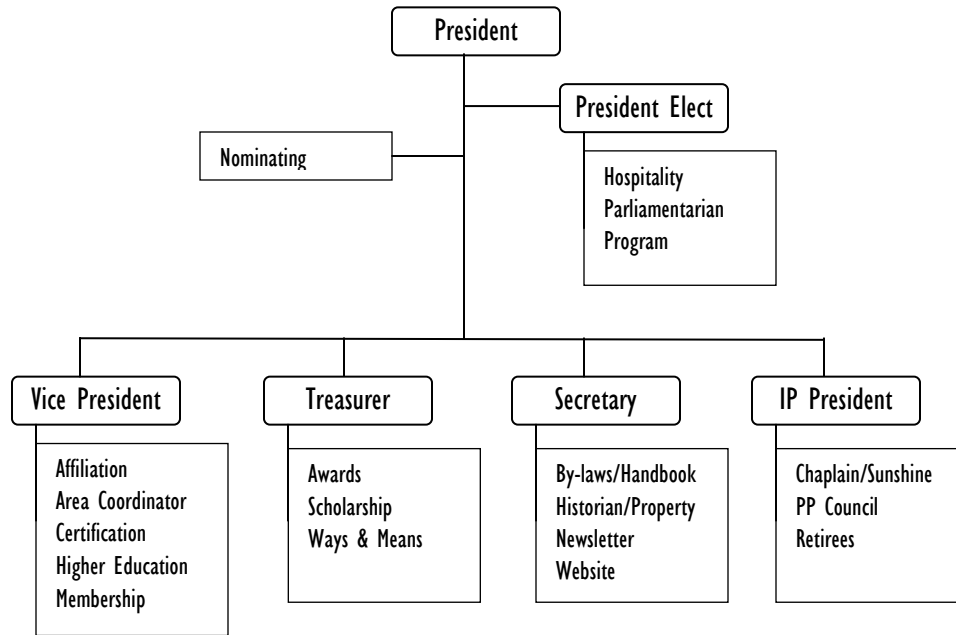 President
President Elect
Nominating
Hospitality
Parliamentarian
Program
Vice President
Treasurer
Secretary
IP President
Affiliation
Area Coordinator
Certification
Higher Education
Membership
Awards
Scholarship
Ways & Means
By-laws/Handbook
Historian/Property
Newsletter
Website
Chaplain/Sunshine
PP Council
Retirees